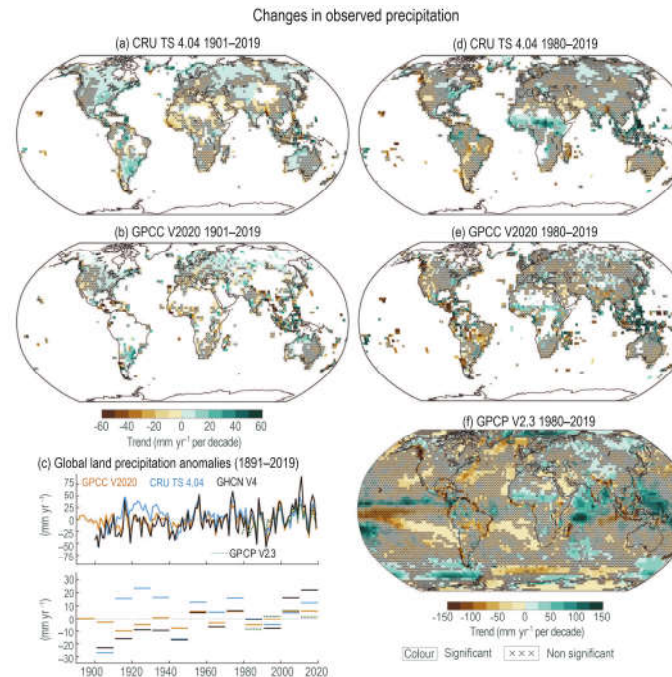 Changes in observed precipitation
(a) CRU TS 4.04 1901–2019
(d) CRU TS 4.04 1980–2019
(b) GPCC V2020 1901–2019
(e) GPCC V2020 1980–2019
-60 -40 -20 0 20 40 60
Trend (mm yr⁻¹ per decade)
(f) GPCP V2.3 1980–2019
(c) Global land precipitation anomalies (1891–2019)
GPCC V2020 CRU TS 4.04 GHCN V4
GPCP V2.3
75
50
25
0
-25
-50
-75
(mm yr⁻¹)
30
20
10
0
-10
-20
-30
(mm yr⁻¹)
1900 1920 1940 1960 1980 2000 2020
-150 -100 -50 0 50 100 150
Trend (mm yr⁻¹ per decade)
Colour Significant Non significant